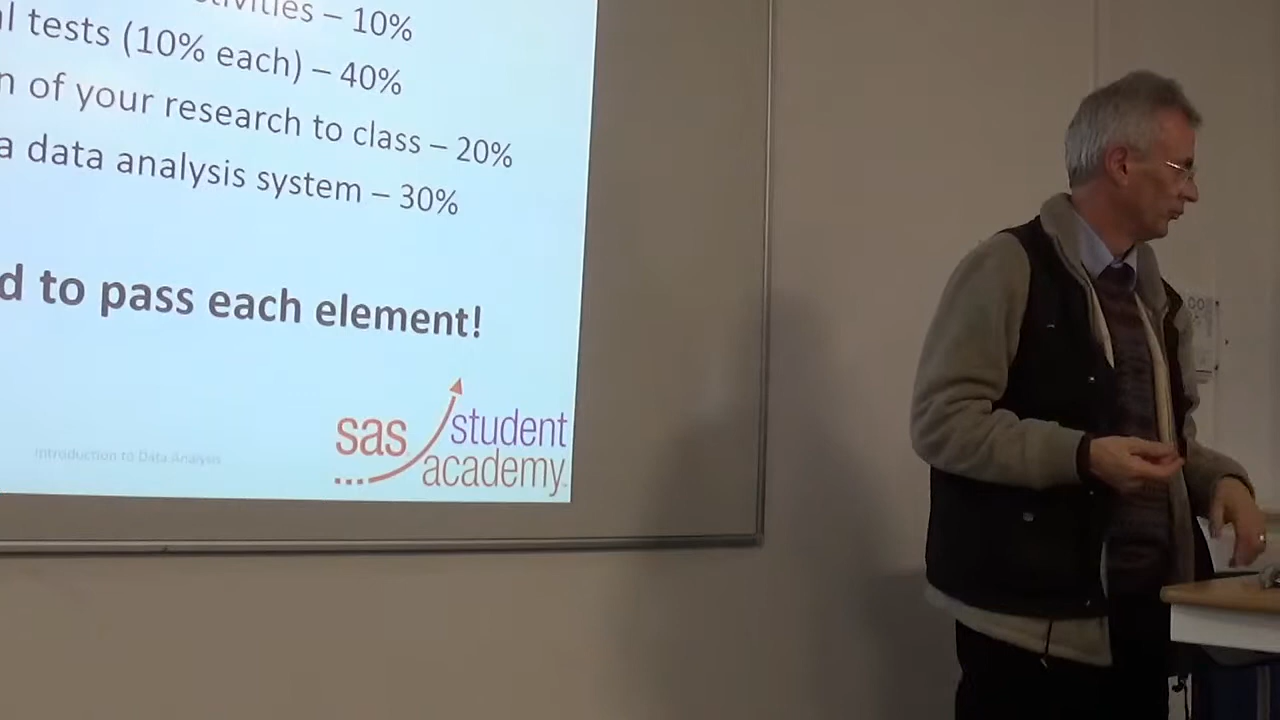 – 10%
tests (10% each) – 40%
of your research to class – 20%
a data analysis system – 30%
to pass each element!
Introduction to Data Analysis
sas student
academy